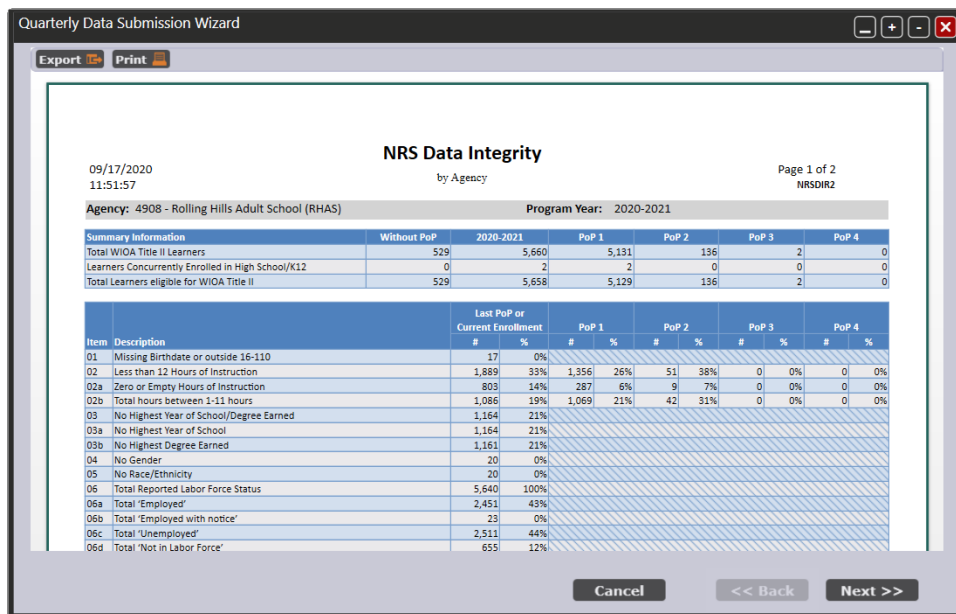 Quarterly Data Submission Wizard
Export Print
NRS Data Integrity
by Agency
09/17/2020
11:51:57
Page 1 of 2
NRSDIR2
Agency: 4908 - Rolling Hills Adult School (RHAS) Program Year: 2020-2021
Summary Information Without PoP 2020-2021 PoP 1 PoP 2 PoP 3 PoP 4
Total WIOA Title II Learners 529 5,660 5,131 136 2 0
Learners Concurrently Enrolled in High School/K12 0 2 2 0 0 0
Total Learners eligible for WIOA Title II 529 5,658 5,129 136 2 0
Last PoP or
Current Enrollment PoP 1 PoP 2 PoP 3 PoP 4
Item Description # % # % # % # % # %
01 Missing Birthdate or outside 16-110 17 0%
02 Less than 12 Hours of Instruction 1,889 33% 1,356 26% 51 38% 0 0% 0 0%
02a Zero or Empty Hours of Instruction 803 14% 287 6% 9 7% 0 0% 0 0%
02b Total hours between 1-11 hours 1,086 19% 1,069 21% 42 31% 0 0% 0 0%
03 No Highest Year of School/Degree Earned 1,164 21%
03a No Highest Year of School 1,164 21%
03b No Highest Degree Earned 1,161 21%
04 No Gender 20 0%
05 No Race/Ethnicity 20 0%
06 Total Reported Labor Force Status 5,640 100%
06a Total ‘Employed’ 2,451 43%
06b Total ‘Employed with notice’ 23 0%
06c Total ‘Unemployed’ 2,511 44%
06d Total ‘Not in Labor Force’ 655 12%
Cancel << Back Next >>